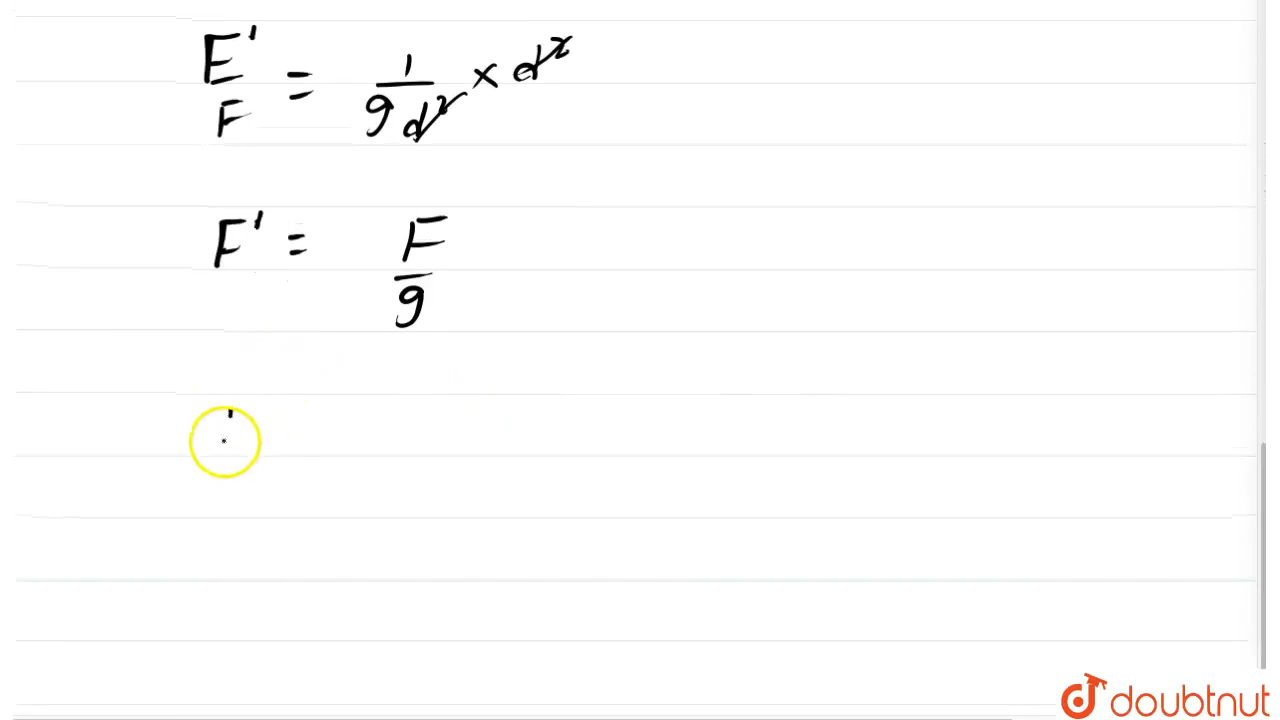 F'/F = 1/9d² × d²
F' = F/9
'
doubtnut